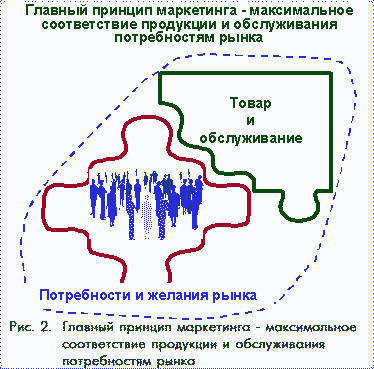 Главный принцип маркетинга - максимальное
соответствие продукции и обслуживания
потребностям рынка
Товар
и
обслуживание
Потребности и желания рынка
Рис. 2. Главный принцип маркетинга - максимальное
соответствие продукции и обслуживания
потребностям рынка